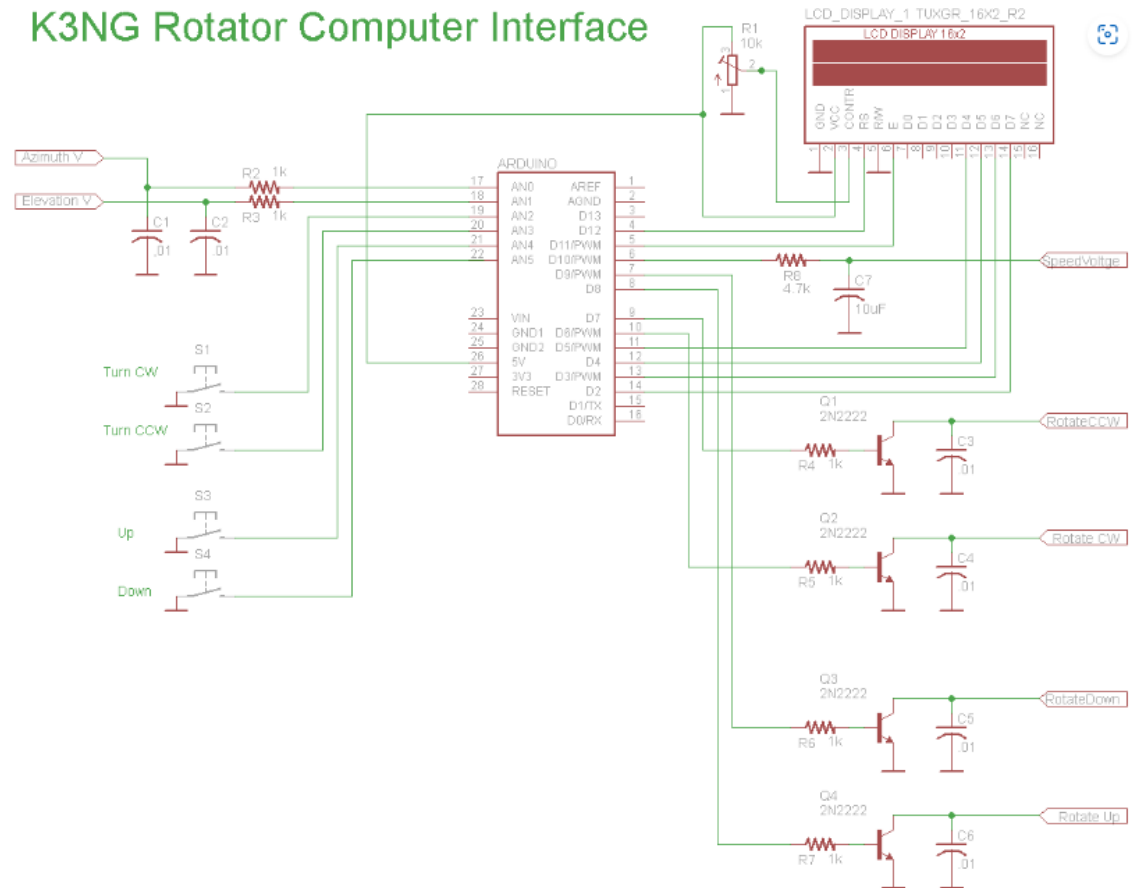 K3NG Rotator Computer Interface
LCD_DISPLAY_1 TUXGR_16X2_R2
LCD DISPLAY 16x2
R1
10k
3
2
1
GND
VCC
CONTR
RS
R/W
E
D0
D1
D2
D3
D4
D5
D6
D7
NC
NC
1
2
3
4
5
6
7
8
9
10
11
12
13
14
15
16
Azimuth V
Elevation V
R2 1k
R3 1k
C1
.01
C2
.01
ARDUINO
17 AN0 AREF 1
18 AN1 AGND 2
19 AN2 D13 3
20 AN3 D12 4
21 AN4 D11/PWM 5
22 AN5 D10/PWM 6
D9/PWM 7
D8 8
23 VIN D7 9
24 GND1 D6/PWM 10
25 GND2 D5/PWM 11
26 5V D4 12
27 3V3 D3/PWM 13
28 RESET D2 14
D1/TX 15
D0/RX 16
R8
4.7k
C7
10uF
SpeedVoltge
S1
Turn CW
S2
Turn CCW
S3
Up
S4
Down
Q1
2N2222
R4 1k
C3
.01
RotateCCW
Q2
2N2222
R5 1k
C4
.01
Rotate CW
Q3
2N2222
R6 1k
C5
.01
RotateDown
Q4
2N2222
R7 1k
C6
.01
Rotate Up